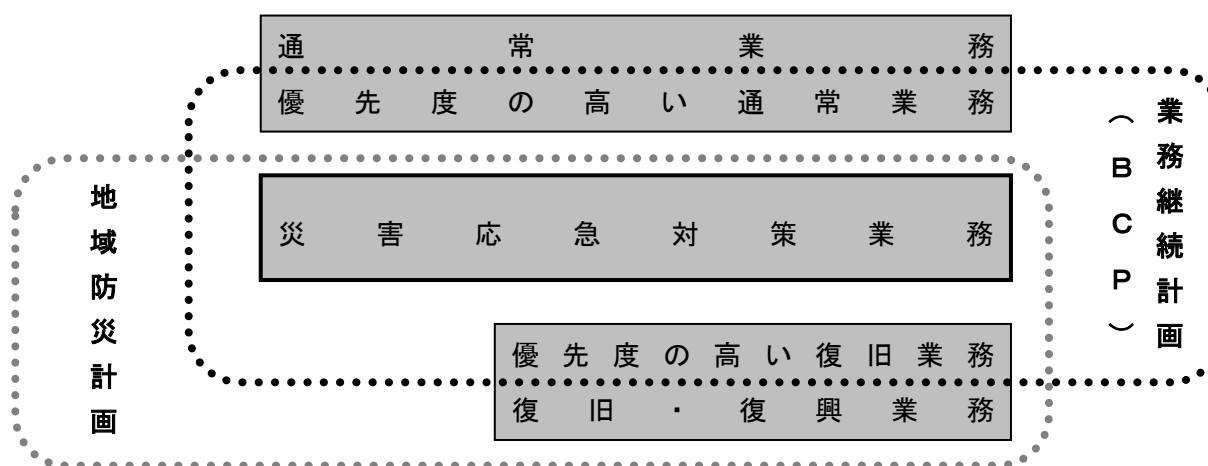 通常業務
優先度の高い通常業務
災害応急対策業務
優先度の高い復旧業務
復旧・復興業務
地域防災計画
業務継続計画
（ＢＣＰ）